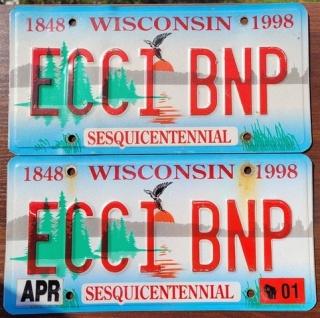 1848 WISCONSIN 1998
ECCI BNP
SESQUICENTENNIAL
1848 WISCONSIN 1998
ECCI BNP
APR SESQUICENTENNIAL 01